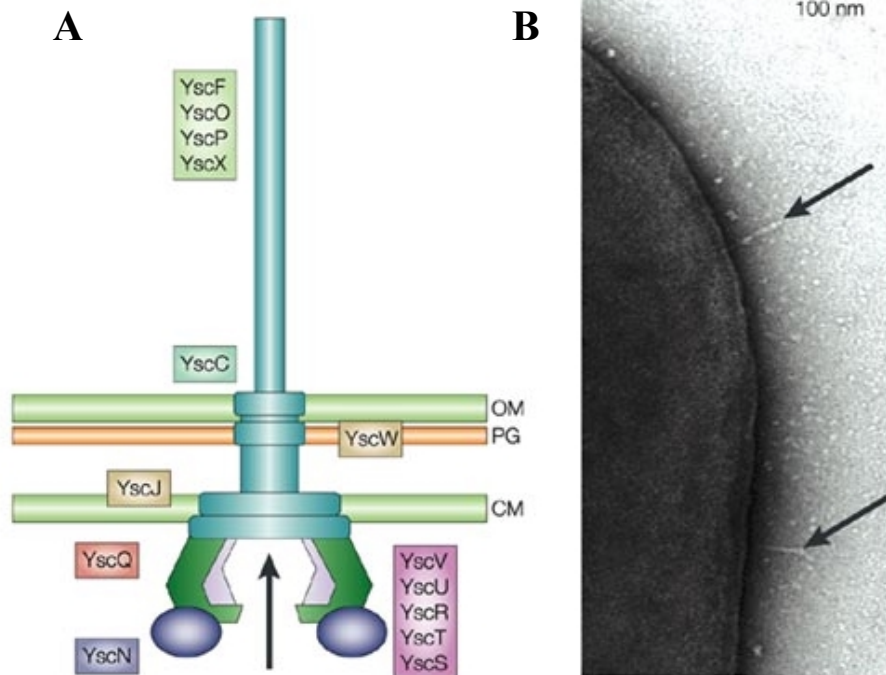 A
B
100 nm
YscF
YscO
YscP
YscX
YscC
OM
YscW
PG
YscJ
CM
YscQ
YscV
YscU
YscR
YscT
YscS
YscN